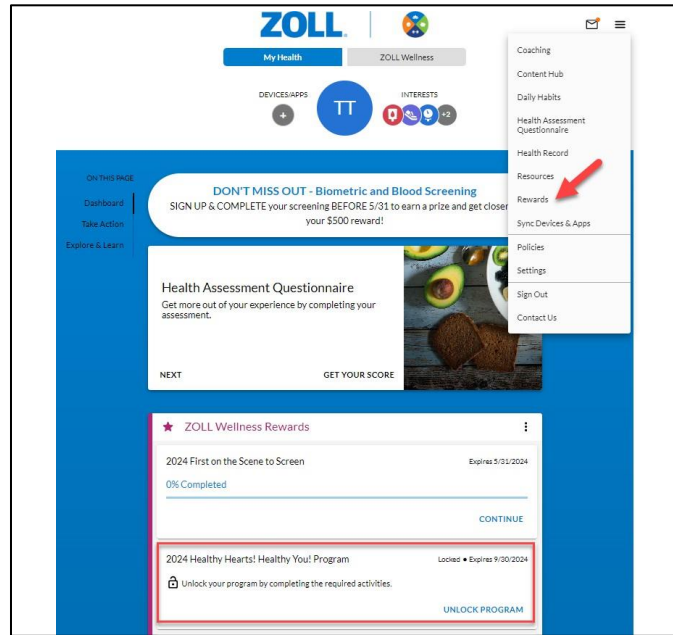 ZOLL
My Health
ZOLL Wellness
DEVICES/APPS
INTERESTS
+
TT
+2
Coaching
Content Hub
Daily Habits
Health Assessment
Questionnaire
Health Record
Resources
Rewards
Sync Devices & Apps
Policies
Settings
Sign Out
Contact Us
ON THIS PAGE
Dashboard
Take Action
Explore & Learn
DON'T MISS OUT - Biometric and Blood Screening
SIGN UP & COMPLETE your screening BEFORE 5/31 to earn a prize and get closer
your $500 reward!
Health Assessment Questionnaire
Get more out of your experience by completing your
assessment.
NEXT
GET YOUR SCORE
ZOLL Wellness Rewards
2024 First on the Scene to Screen
Expires 5/31/2024
0% Completed
CONTINUE
2024 Healthy Hearts! Healthy You! Program
Locked • Expires 9/30/2024
Unlock your program by completing the required activities.
UNLOCK PROGRAM